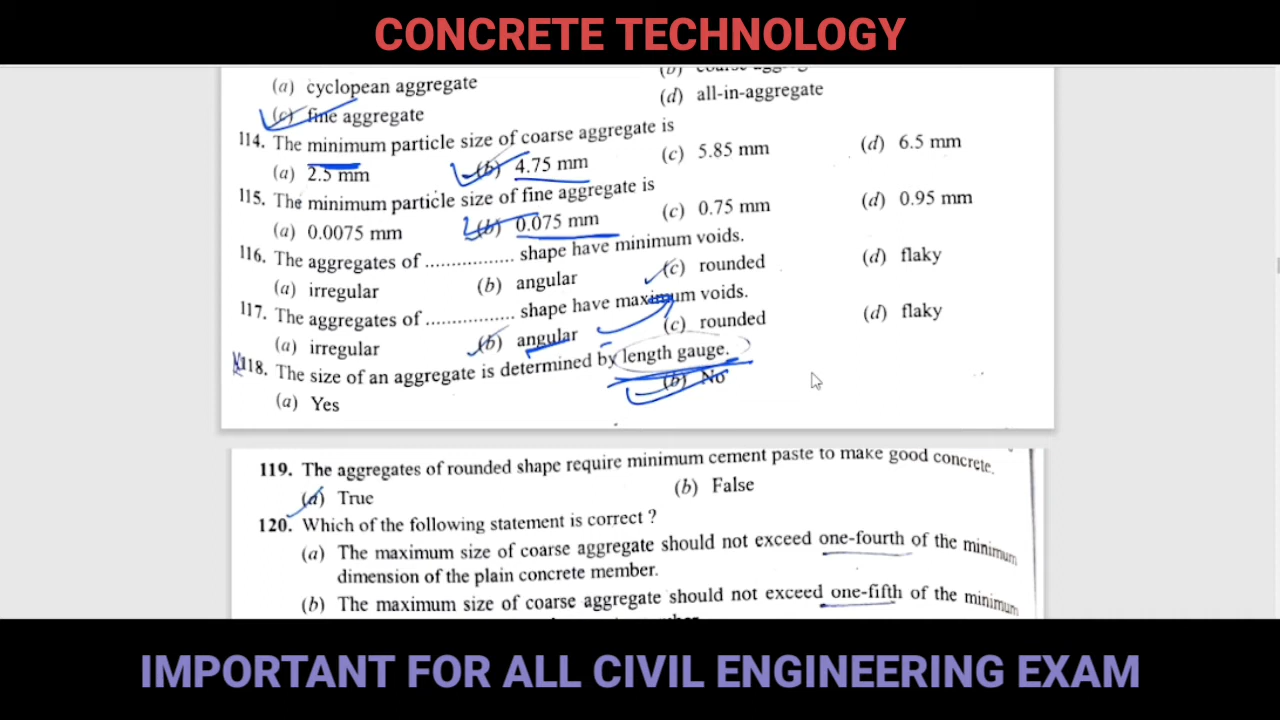 CONCRETE TECHNOLOGY
(a) cyclopean aggregate (b) coarse
(c) fine aggregate (d) all-in-aggregate
114. The minimum particle size of coarse aggregate is
(a) 2.5 mm (b) 4.75 mm (c) 5.85 mm (d) 6.5 mm
115. The minimum particle size of fine aggregate is
(a) 0.0075 mm (b) 0.075 mm (c) 0.75 mm (d) 0.95 mm
116. The aggregates of ................ shape have minimum voids.
(a) irregular (b) angular (c) rounded (d) flaky
117. The aggregates of ................ shape have maximum voids.
(a) irregular (b) angular (c) rounded (d) flaky
118. The size of an aggregate is determined by length gauge.
(a) Yes (b) No
119. The aggregates of rounded shape require minimum cement paste to make good concrete.
(a) True (b) False
120. Which of the following statement is correct ?
(a) The maximum size of coarse aggregate should not exceed one-fourth of the minimum
dimension of the plain concrete member.
(b) The maximum size of coarse aggregate should not exceed one-fifth of the minimum
IMPORTANT FOR ALL CIVIL ENGINEERING EXAM